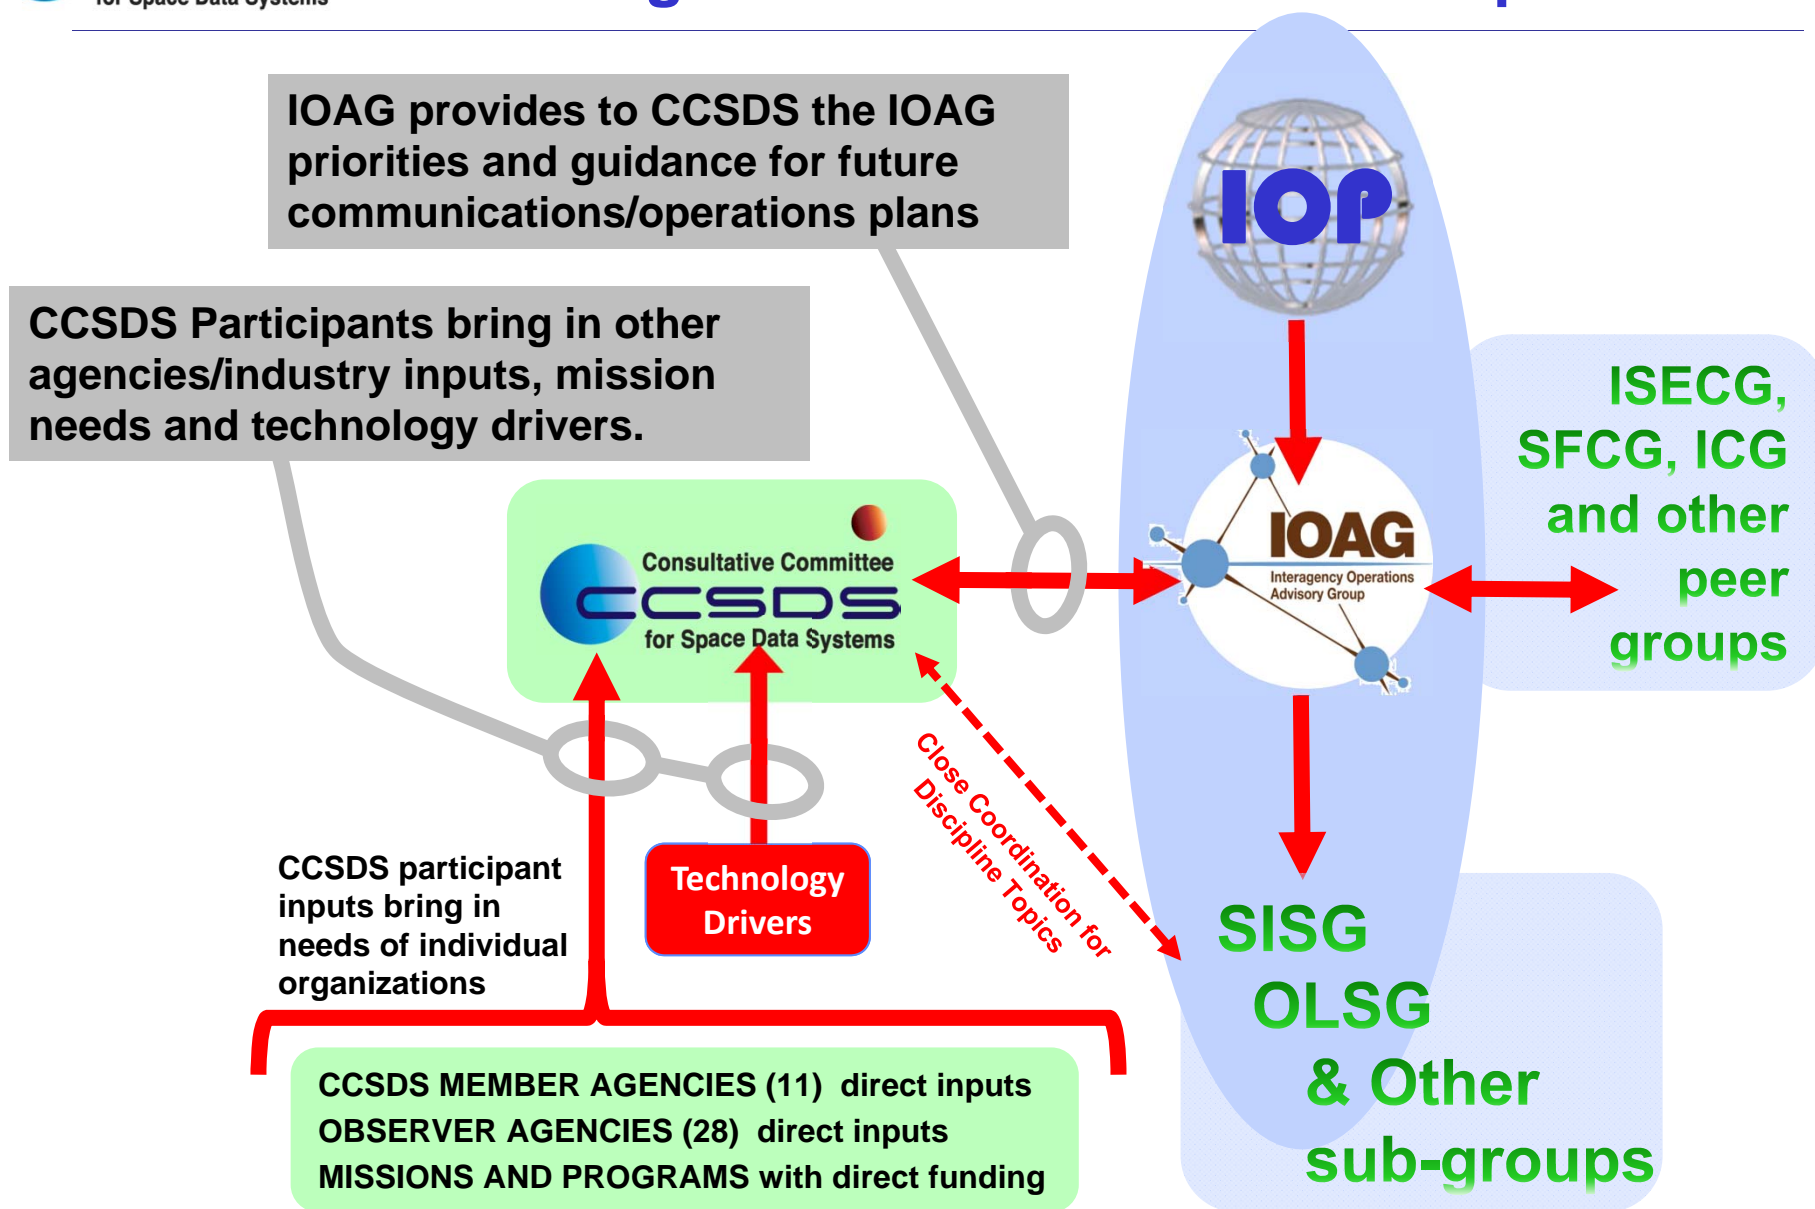 for Space Data Systems
IOAG provides to CCSDS the IOAG
priorities and guidance for future
communications/operations plans
CCSDS Participants bring in other
agencies/industry inputs, mission
needs and technology drivers.
IOP
ISECG,
SFCG, ICG
and other
peer
groups
IOAG
Interagency Operations
Advisory Group
Consultative Committee
CCSDS
for Space Data Systems
Close Coordination for
Discipline Topics
CCSDS participant
inputs bring in
needs of individual
organizations
Technology
Drivers
SISG
OLSG
& Other
sub-groups
CCSDS MEMBER AGENCIES (11) direct inputs
OBSERVER AGENCIES (28) direct inputs
MISSIONS AND PROGRAMS with direct funding